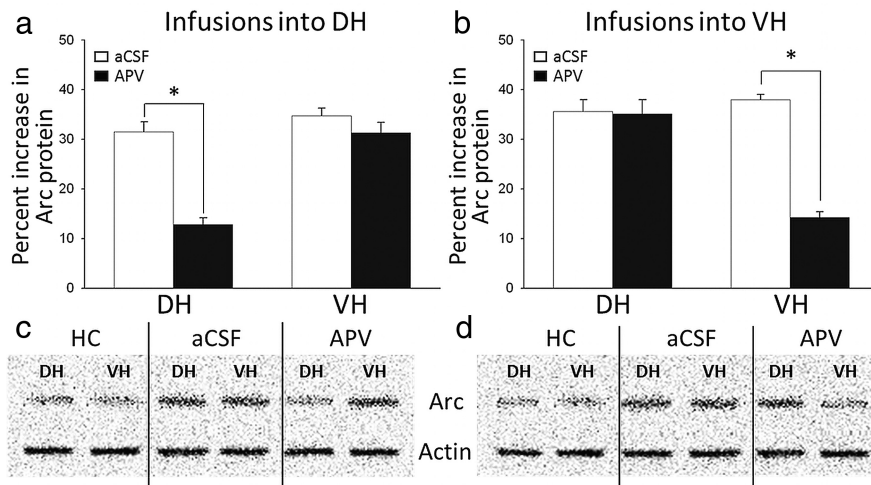 a Infusions into DH
Percent increase in
Arc protein
50
40
30
20
10
0
aCSF
APV
*
DH VH
b Infusions into VH
Percent increase in
Arc protein
50
40
30
20
10
0
aCSF
APV
*
DH VH
c HC aCSF APV
DH VH DH VH DH VH
Arc
Actin
d HC aCSF APV
DH VH DH VH DH VH